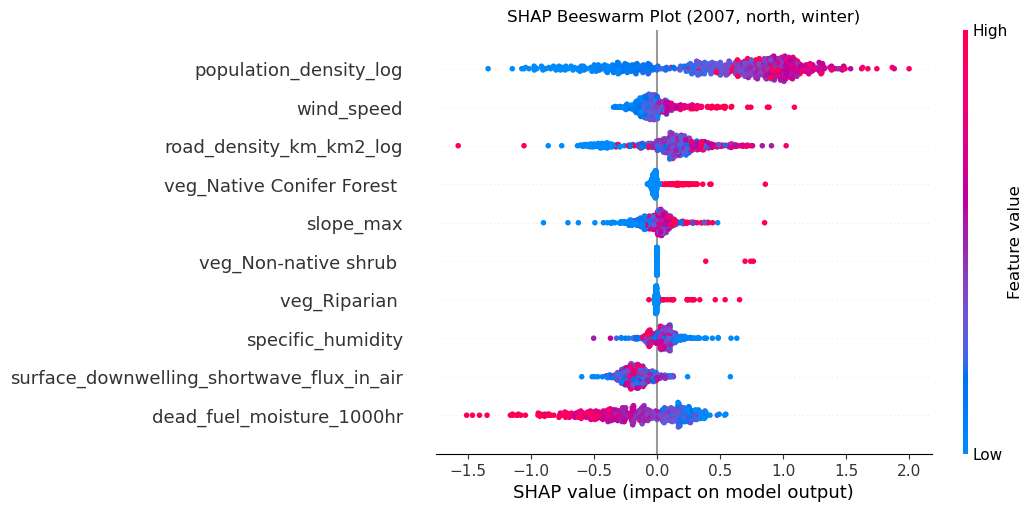 SHAP Beeswarm Plot (2007, north, winter)
High
population_density_log
wind_speed
road_density_km_km2_log
veg_Native Conifer Forest
slope_max
veg_Non-native shrub
veg_Riparian
specific_humidity
surface_downwelling_shortwave_flux_in_air
dead_fuel_moisture_1000hr
Feature value
Low
−1.5 −1.0 −0.5 0.0 0.5 1.0 1.5 2.0
SHAP value (impact on model output)